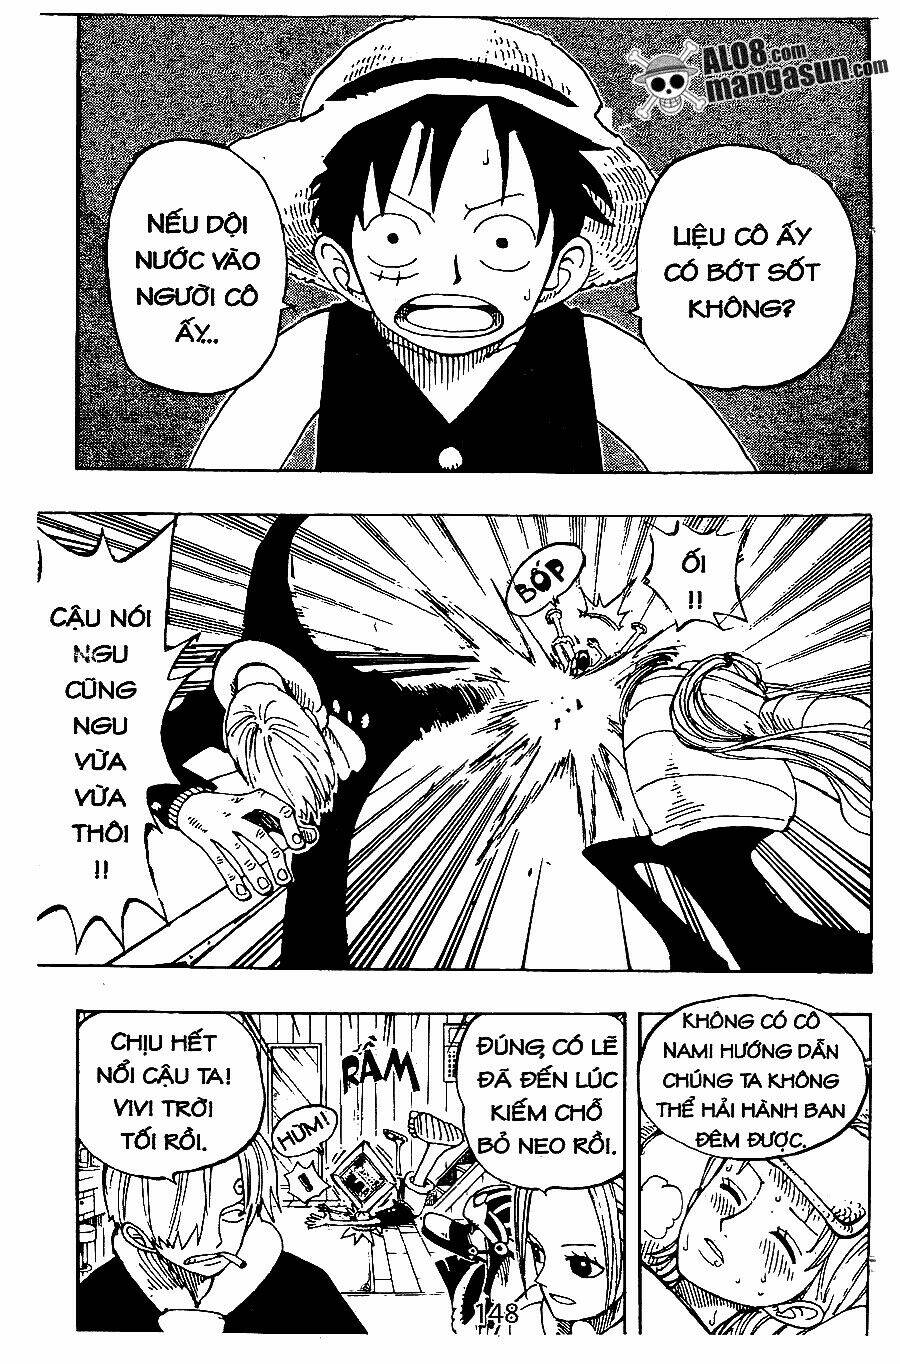 ALO8.com
mangasun.com
NẾU DỘI
NƯỚC VÀO
NGƯỜI CÔ
ẤY...
LIỆU CÔ ẤY
CÓ BỚT SỐT
KHÔNG?
CẬU NÓI
NGU
CŨNG
NGU
VỪA
VỪA
THÔI
!!
BỐP
ỐI
!!
CHỊU HẾT
NỔI CẬU TA!
VIVI TRỜI
TỐI RỒI.
RẦM
HÙM!
!
ĐÚNG, CÓ LẼ
ĐÃ ĐẾN LÚC
KIẾM CHỖ
BỎ NEO RỒI.
KHÔNG CÓ CÔ
NAMI HƯỚNG DẪN
CHÚNG TA KHÔNG
THỂ HẢI HÀNH BAN
ĐÊM ĐƯỢC.
148